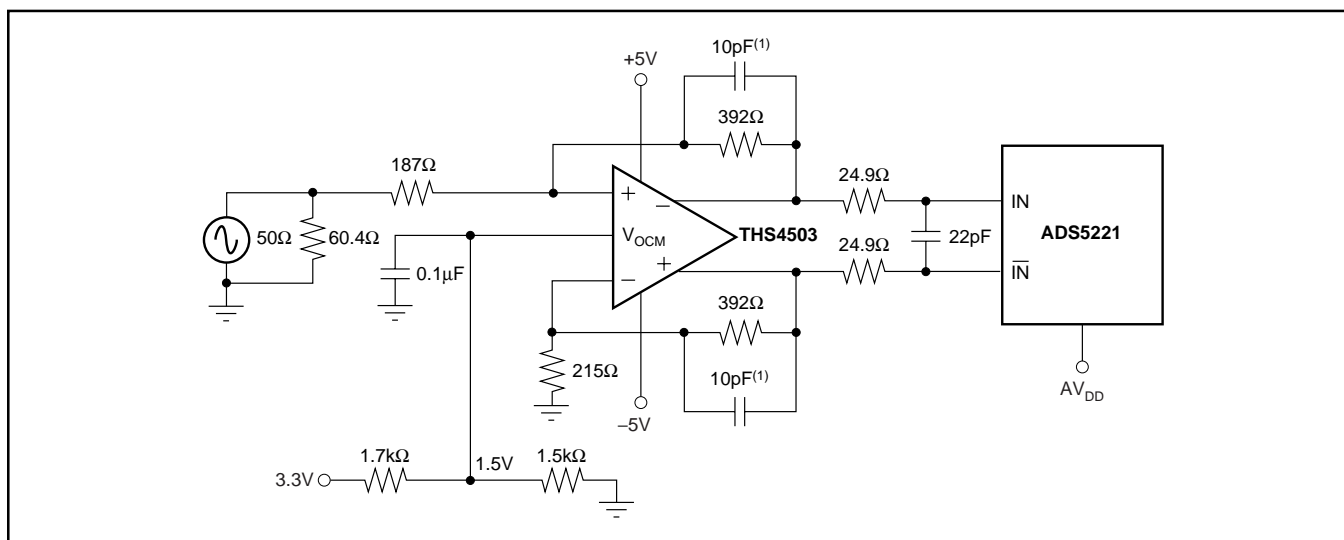 10pF(1)
+5V
392Ω
187Ω
24.9Ω
+
−
IN
50Ω
60.4Ω
VOCM
THS4503
22pF
ADS5221
24.9Ω
0.1µF
+
−
IN
392Ω
215Ω
10pF(1)
−5V
AVDD
1.7kΩ
1.5V
1.5kΩ
3.3V